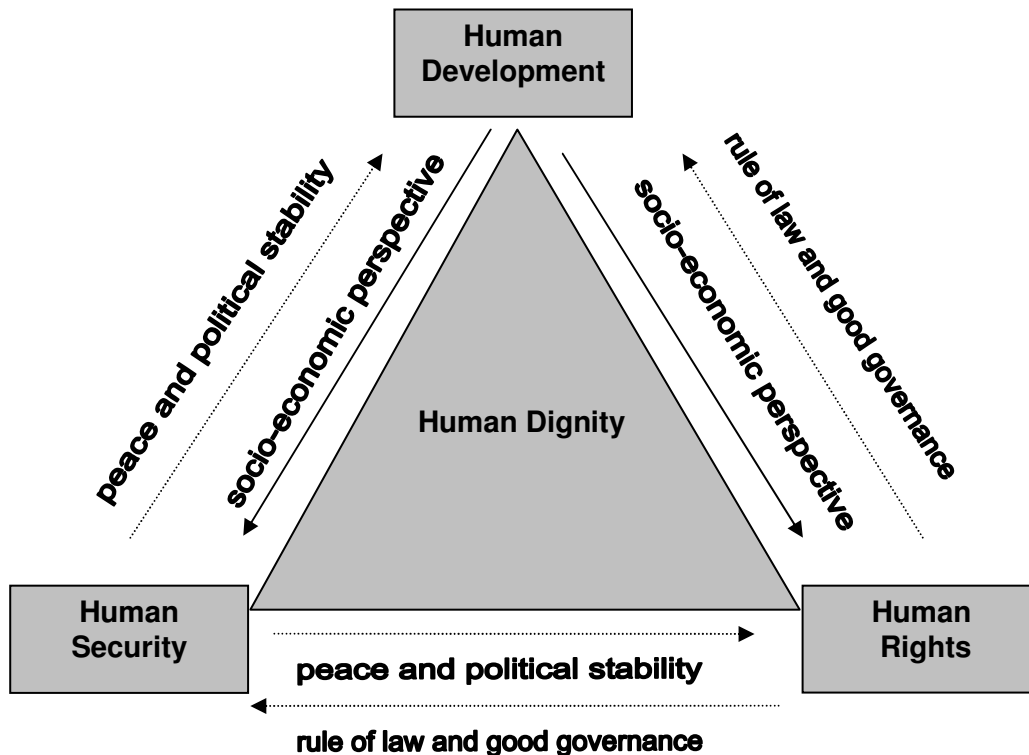 Human
Development
peace and political stability
socio-economic perspective
socio-economic perspective
rule of law and good governance
Human Dignity
Human
Security
Human
Rights
peace and political stability
rule of law and good governance